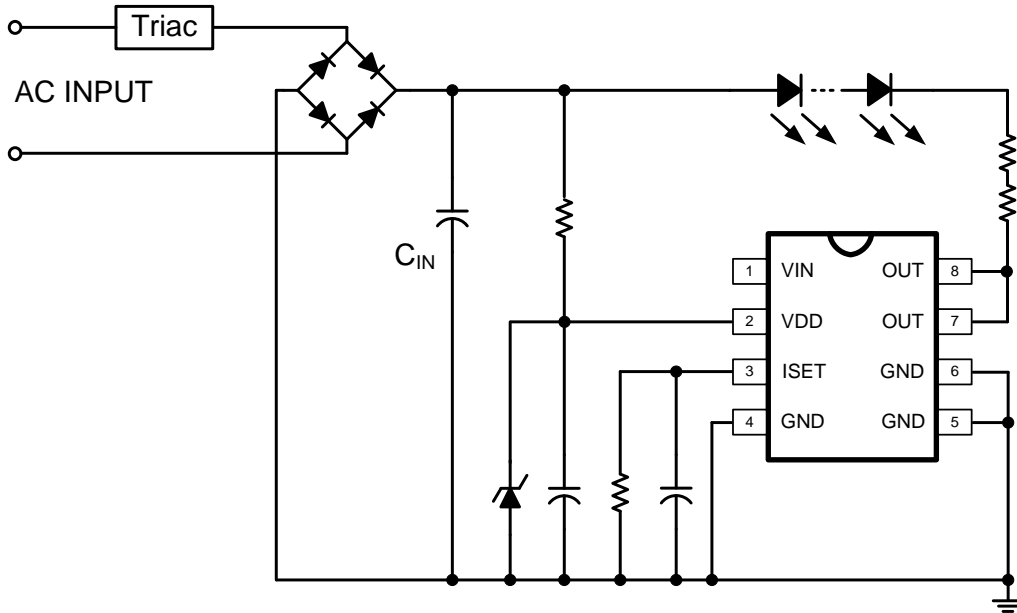 Triac
AC INPUT
C_IN
1 VIN OUT 8
2 VDD OUT 7
3 ISET GND 6
4 GND GND 5